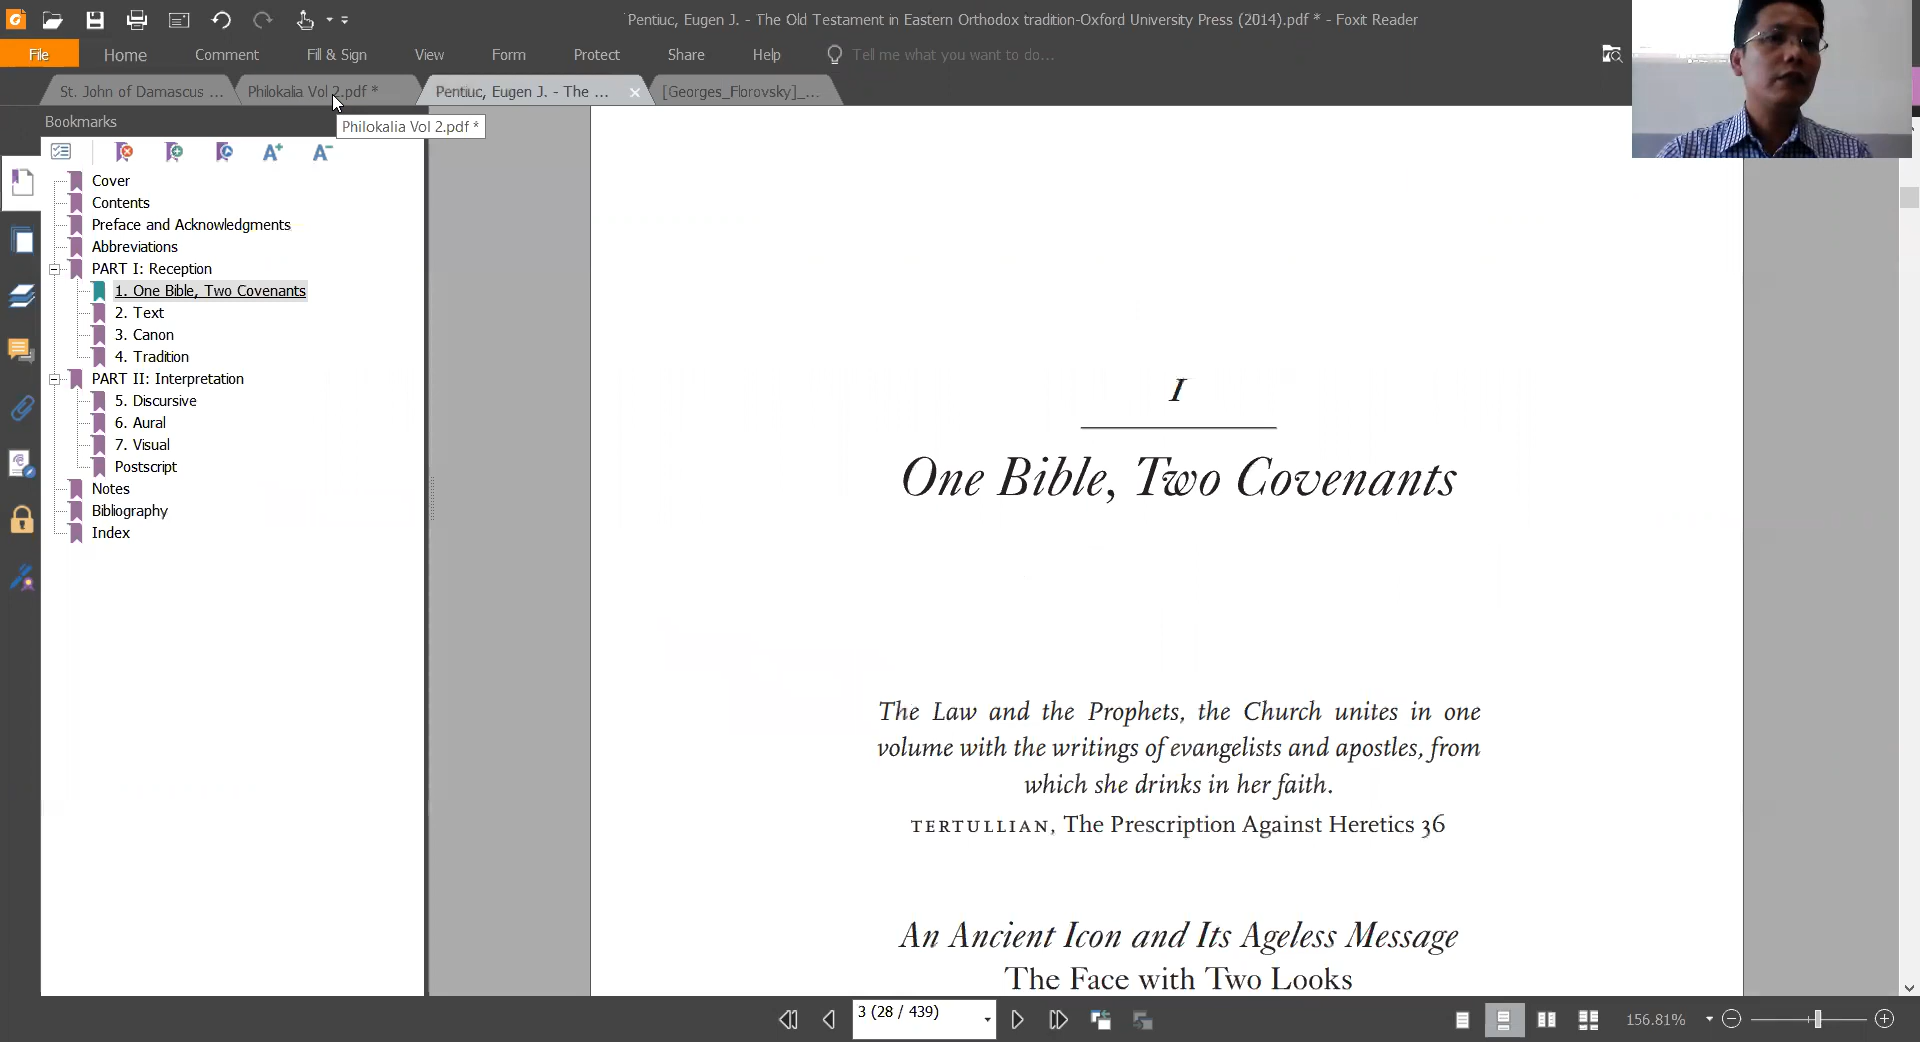 Pentiuc, Eugen J. - The Old Testament in Eastern Orthodox tradition-Oxford University Press (2014).pdf * - Foxit Reader
File Home Comment Fill & Sign View Form Protect Share Help Tell me what you want to do...
St. John of Damascus ... Philokalia Vol 2.pdf * Pentiuc, Eugen J. - The ... [Georges_Florovsky]_...
Bookmarks
Philokalia Vol 2.pdf *
Cover
Contents
Preface and Acknowledgments
Abbreviations
PART I: Reception
1. One Bible, Two Covenants
2. Text
3. Canon
4. Tradition
PART II: Interpretation
5. Discursive
6. Aural
7. Visual
Postscript
Notes
Bibliography
Index
I
One Bible, Two Covenants
The Law and the Prophets, the Church unites in one
volume with the writings of evangelists and apostles, from
which she drinks in her faith.
TERTULLIAN, The Prescription Against Heretics 36
An Ancient Icon and Its Ageless Message
The Face with Two Looks
3 (28 / 439)
156.81%